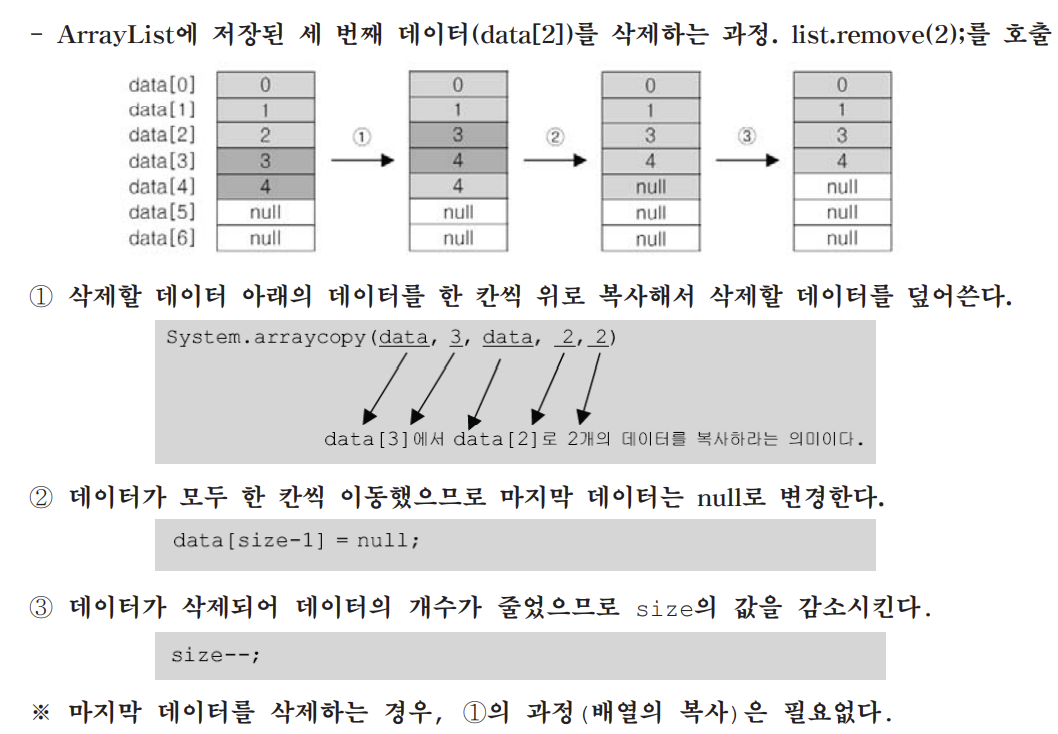 - ArrayList에 저장된 세 번째 데이터(data[2])를 삭제하는 과정. list.remove(2);를 호출
data[0] 0 0 0 0
data[1] 1 1 1 1
data[2] 2 ① 3 ② 3 ③ 3
data[3] 3 4 4 4
data[4] 4 4 null null
data[5] null null null null
data[6] null null null null
① 삭제할 데이터 아래의 데이터를 한 칸씩 위로 복사해서 삭제할 데이터를 덮어쓴다.
System.arraycopy(data, 3, data, 2,2)
data[3]에서 data[2]로 2개의 데이터를 복사하라는 의미이다.
② 데이터가 모두 한 칸씩 이동했으므로 마지막 데이터는 null로 변경한다.
data[size-1] = null;
③ 데이터가 삭제되어 데이터의 개수가 줄었으므로 size의 값을 감소시킨다.
size--;
※ 마지막 데이터를 삭제하는 경우, ①의 과정(배열의 복사)은 필요없다.